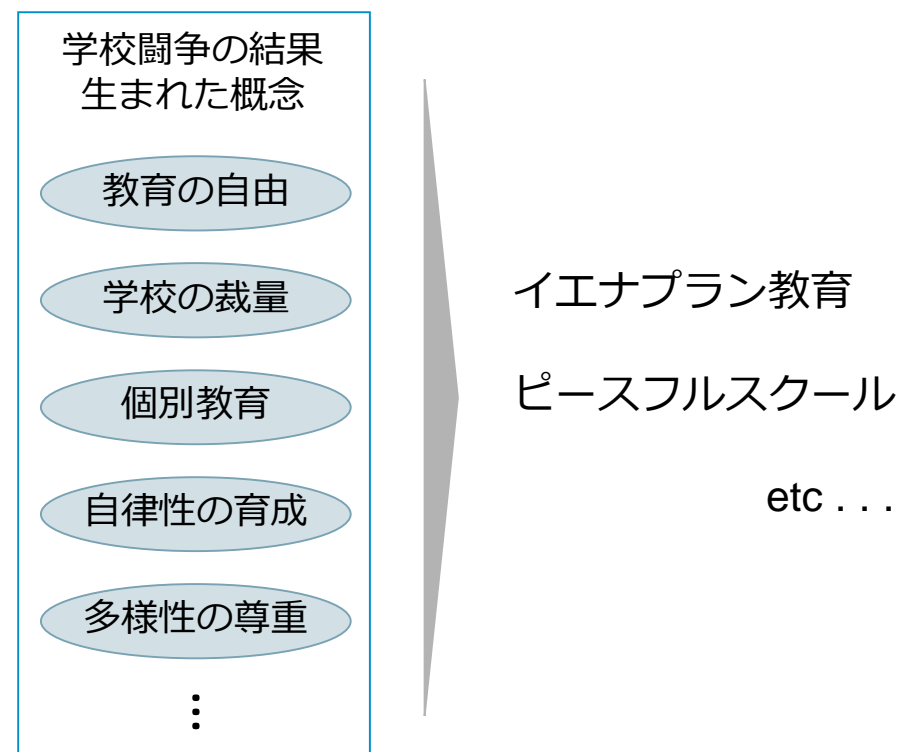 学校闘争の結果
生まれた概念
教育の自由
学校の裁量
個別教育
自律性の育成
多様性の尊重
⋮
イエナプラン教育
ピースフルスクール
etc . . .